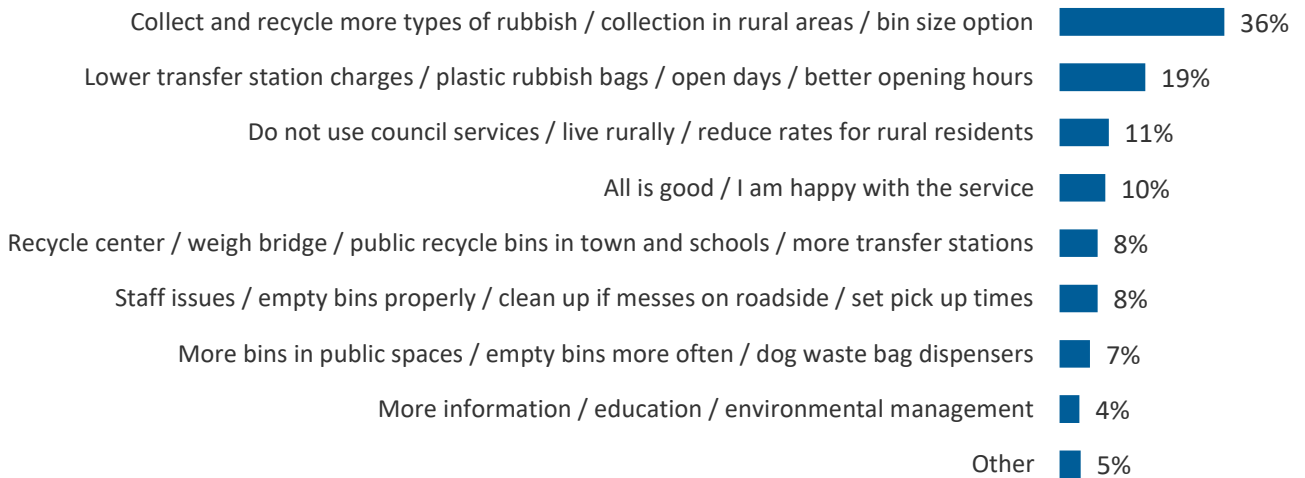 Collect and recycle more types of rubbish / collection in rural areas / bin size option 36%
Lower transfer station charges / plastic rubbish bags / open days / better opening hours 19%
Do not use council services / live rurally / reduce rates for rural residents 11%
All is good / I am happy with the service 10%
Recycle center / weigh bridge / public recycle bins in town and schools / more transfer stations 8%
Staff issues / empty bins properly / clean up if messes on roadside / set pick up times 8%
More bins in public spaces / empty bins more often / dog waste bag dispensers 7%
More information / education / environmental management 4%
Other 5%